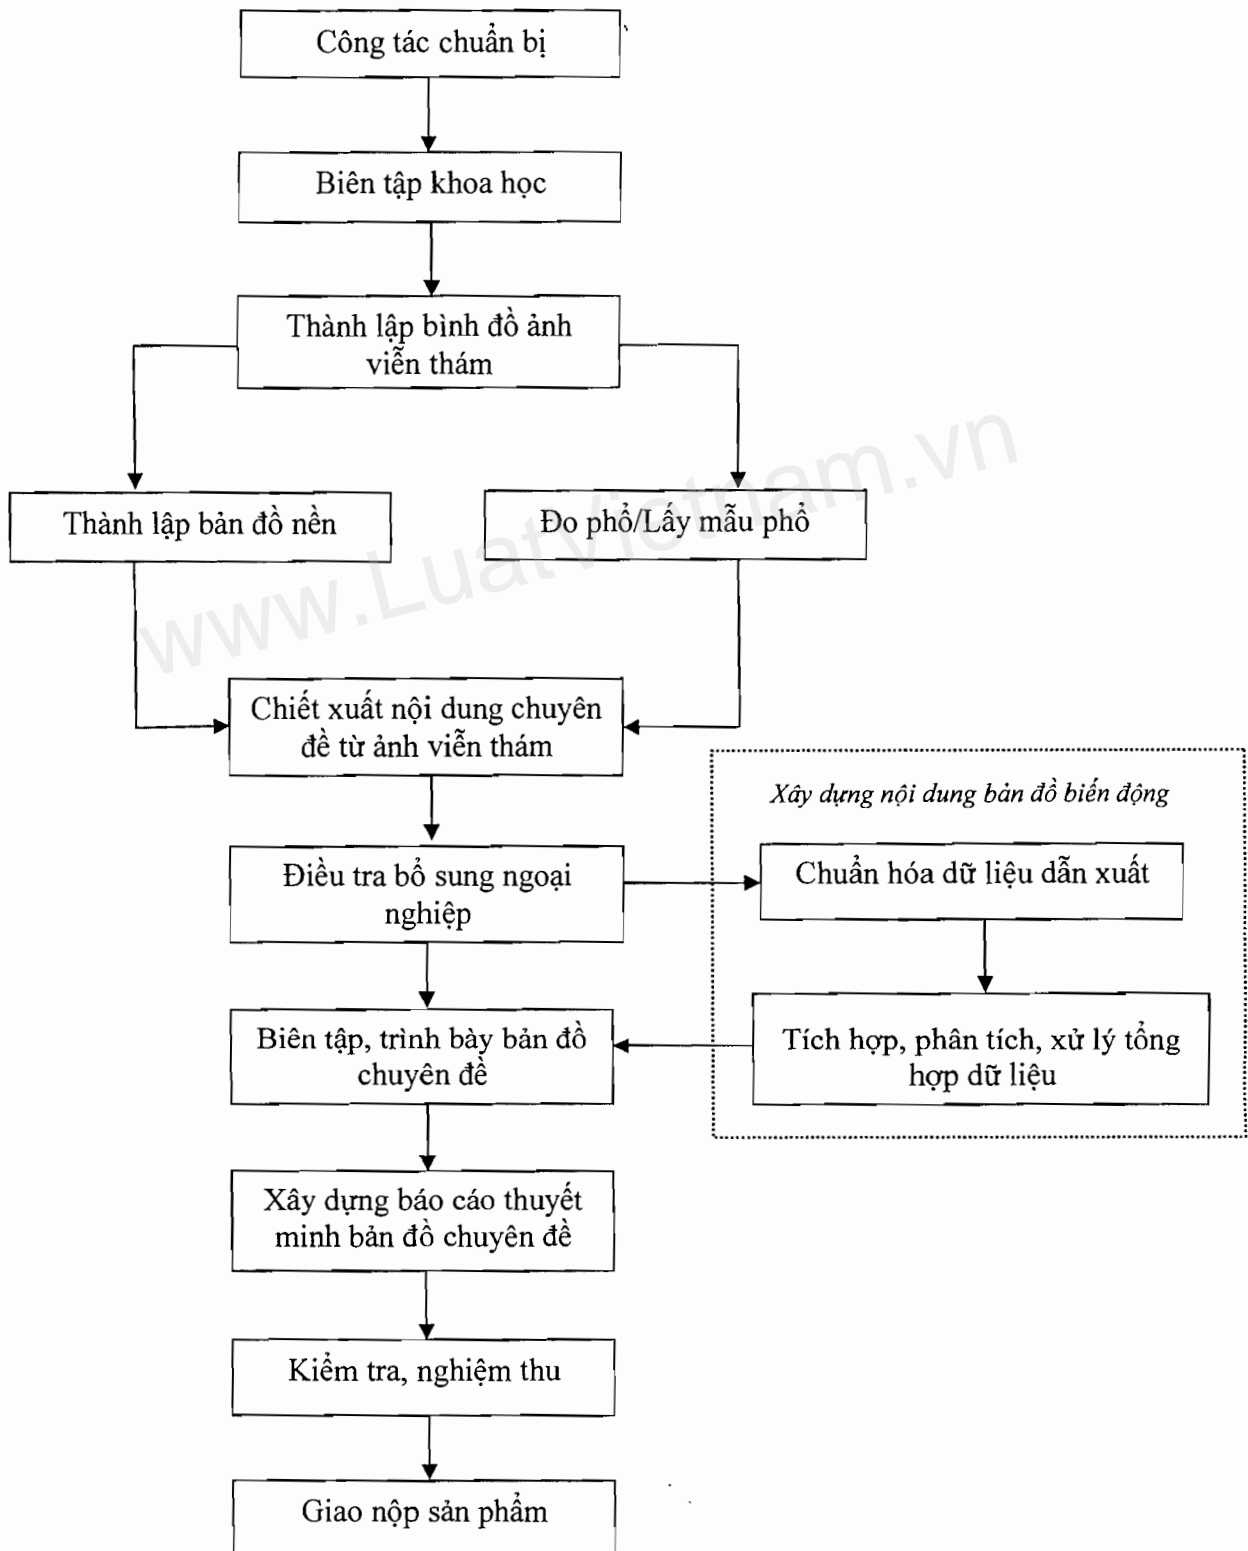 Công tác chuẩn bị
Biên tập khoa học
Thành lập bình đồ ảnh
viễn thám
Thành lập bản đồ nền
Đo phổ/Lấy mẫu phổ
www.LuatVietnam.vn
Chiết xuất nội dung chuyên
đề từ ảnh viễn thám
Xây dựng nội dung bản đồ biến động
Điều tra bổ sung ngoại
nghiệp
Chuẩn hóa dữ liệu dẫn xuất
Biên tập, trình bày bản đồ
chuyên đề
Tích hợp, phân tích, xử lý tổng
hợp dữ liệu
Xây dựng báo cáo thuyết
minh bản đồ chuyên đề
Kiểm tra, nghiệm thu
Giao nộp sản phẩm